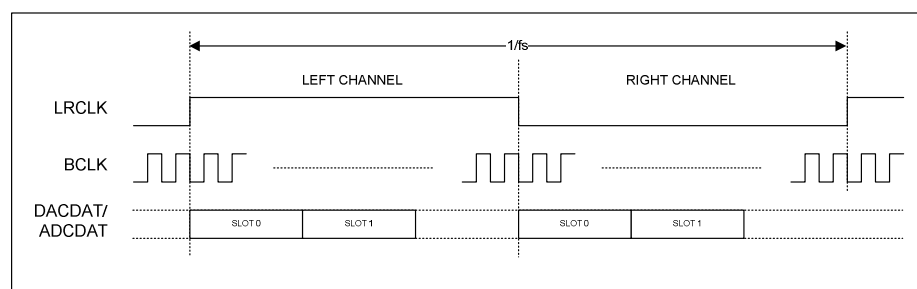 1/fs
LEFT CHANNEL RIGHT CHANNEL
LRCLK
BCLK
DACDAT/
ADCDAT
SLOT 0 SLOT 1 SLOT 0 SLOT 1